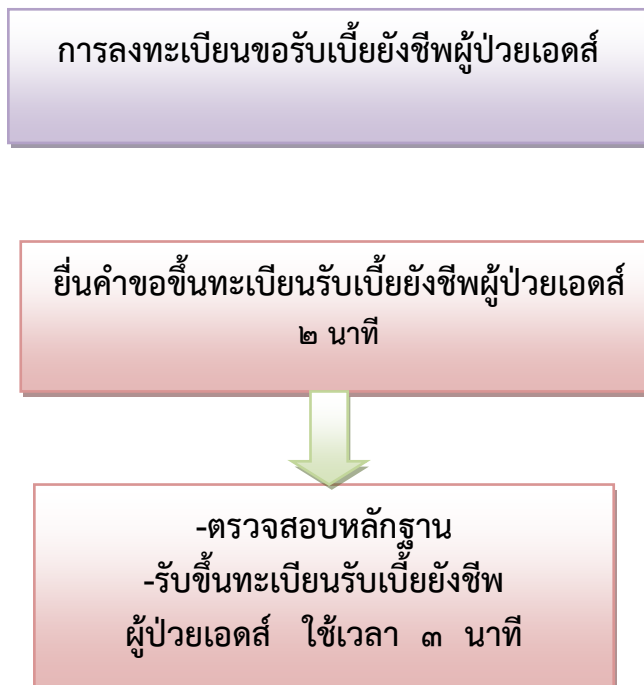 การลงทะเบียนขอรับเบี้ยยังชีพผู้ป่วยเอดส์
ยื่นคำขอขึ้นทะเบียนรับเบี้ยยังชีพผู้ป่วยเอดส์
๒ นาที
-ตรวจสอบหลักฐาน
-รับขึ้นทะเบียนรับเบี้ยยังชีพ
ผู้ป่วยเอดส์ ใช้เวลา ๓ นาที